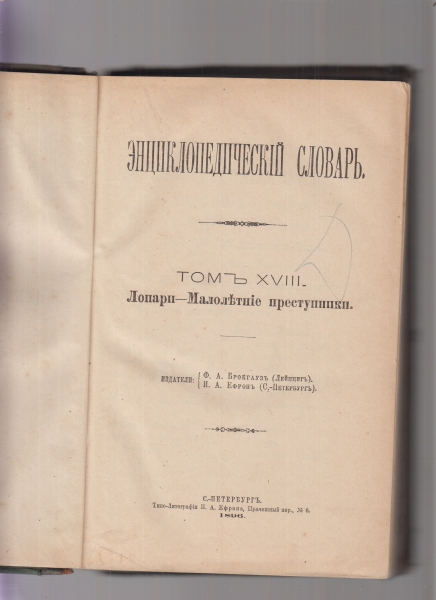 ЭНЦИКЛОПЕДИЧЕСКІЙ СЛОВАРЬ.
ТОМЪ XVIII.
Лопари—Малолѣтніе преступники.
ИЗДАТЕЛИ:
Ф. А. Брокгаузъ (Лейпцигъ).
И. А. Ефронъ (С.-Петербургъ).
С.-ПЕТЕРБУРГЪ.
Типо-Литографія И. А. Ефрона, Прачешный пер., № 6.
1896.